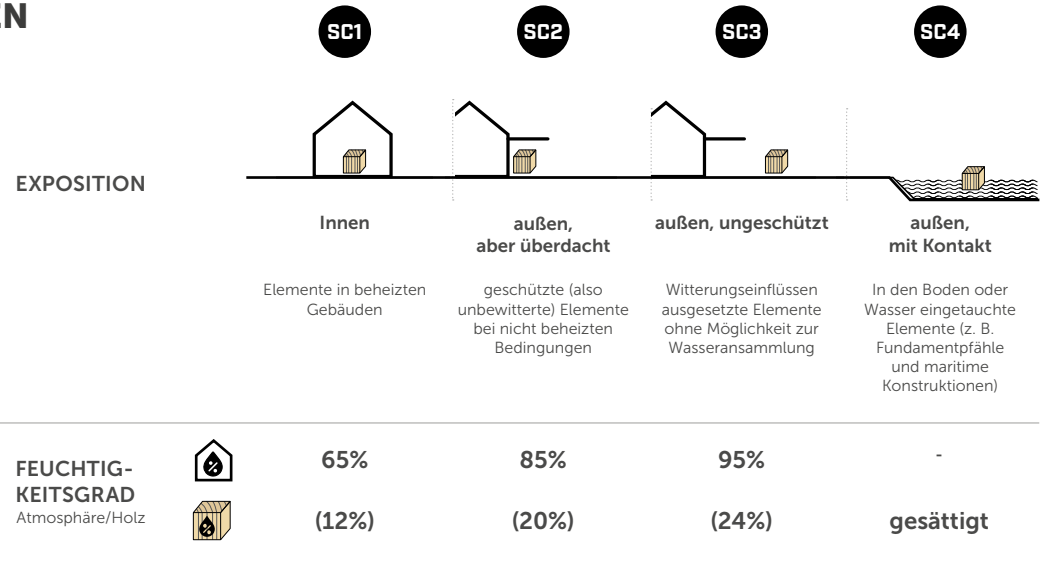 EN
SC1 SC2 SC3 SC4
EXPOSITION
Innen
außen,
aber überdacht
außen, ungeschützt
außen,
mit Kontakt
Elemente in beheizten
Gebäuden
geschützte (also
unbewitterte) Elemente
bei nicht beheizten
Bedingungen
Witterungseinflüssen
ausgesetzte Elemente
ohne Möglichkeit zur
Wasseransammlung
In den Boden oder
Wasser eingetauchte
Elemente (z. B.
Fundamentpfähle
und maritime
Konstruktionen)
FEUCHTIG-
KEITSGRAD
Atmosphäre/Holz
% 65% 85% 95% -
% (12%) (20%) (24%) gesättigt